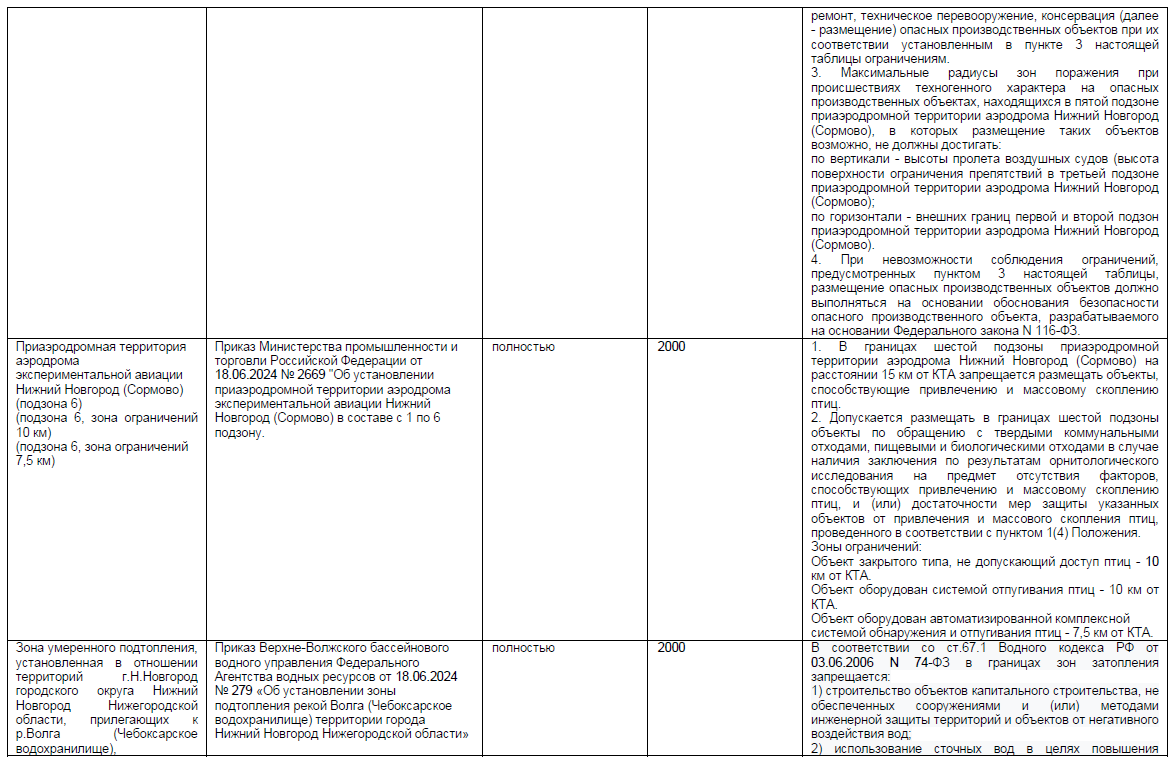 ремонт, техническое перевооружение, консервация (далее
- размещение) опасных производственных объектов при их
соответствии установленным в пункте 3 настоящей
таблицы ограничениям.
3. Максимальные радиусы зон поражения при
происшествиях техногенного характера на опасных
производственных объектах, находящихся в пятой подзоне
приаэродромной территории аэродрома Нижний Новгород
(Сормово), в которых размещение таких объектов
возможно, не должны достигать:
по вертикали - высоты пролета воздушных судов (высота
поверхности ограничения препятствий в третьей подзоне
приаэродромной территории аэродрома Нижний Новгород
(Сормово);
по горизонтали - внешних границ первой и второй подзон
приаэродромной территории аэродрома Нижний Новгород
(Сормово).
4. При невозможности соблюдения ограничений,
предусмотренных пунктом 3 настоящей таблицы,
размещение опасных производственных объектов должно
выполняться на основании обоснования безопасности
опасного производственного объекта, разрабатываемого
на основании Федерального закона N 116-ФЗ.
Приаэродромная территория
аэродрома
экспериментальной авиации
Нижний Новгород (Сормово)
(подзона 6)
(подзона 6, зона ограничений
10 км)
(подзона 6, зона ограничений
7,5 км)
Приказ Министерства промышленности и
торговли Российской Федерации от
18.06.2024 № 2669 "Об установлении
приаэродромной территории аэродрома
экспериментальной авиации Нижний
Новгород (Сормово) в составе с 1 по 6
подзону.
полностью
2000
1. В границах шестой подзоны приаэродромной
территории аэродрома Нижний Новгород (Сормово) на
расстоянии 15 км от КТА запрещается размещать объекты,
способствующие привлечению и массовому скоплению
птиц.
2. Допускается размещать в границах шестой подзоны
объекты по обращению с твердыми коммунальными
отходами, пищевыми и биологическими отходами в случае
наличия заключения по результатам орнитологического
исследования на предмет отсутствия факторов,
способствующих привлечению и массовому скоплению
птиц, и (или) достаточности мер защиты указанных
объектов от привлечения и массового скопления птиц,
проведенного в соответствии с пунктом 1(4) Положения.
Зоны ограничений:
Объект закрытого типа, не допускающий доступ птиц - 10
км от КТА.
Объект оборудован системой отпугивания птиц - 10 км от
КТА.
Объект оборудован автоматизированной комплексной
системой обнаружения и отпугивания птиц - 7,5 км от КТА.
Зона умеренного подтопления,
установленная в отношении
территорий г.Н.Новгород
городского округа Нижний
Новгород Нижегородской
области, прилегающих к
р.Волга (Чебоксарское
водохранилище),
Приказ Верхне-Волжского бассейнового
водного управления Федерального
Агентства водных ресурсов от 18.06.2024
№ 279 «Об установлении зоны
подтопления рекой Волга (Чебоксарское
водохранилище) территории города
Нижний Новгород Нижегородской области»
полностью
2000
В соответствии со ст.67.1 Водного кодекса РФ от
03.06.2006 N 74-ФЗ в границах зон затопления
запрещается:
1) строительство объектов капитального строительства, не
обеспеченных сооружениями и (или) методами
инженерной защиты территорий и объектов от негативного
воздействия вод;
2) использование сточных вод в целях повышения